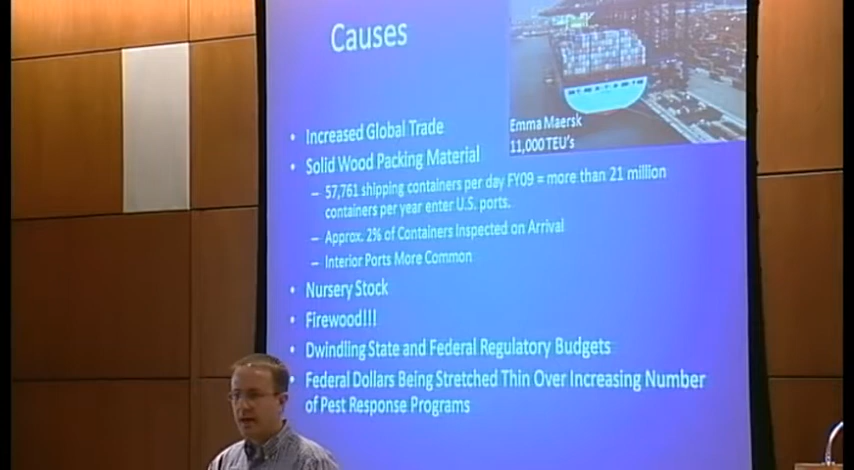 Causes
Emma Maersk
11,000 TEU's
• Increased Global Trade
• Solid Wood Packing Material
– 57,761 shipping containers per day FY09 = more than 21 million
containers per year enter U.S. ports.
– Approx. 2% of Containers Inspected on Arrival
– Interior Ports More Common
• Nursery Stock
• Firewood!!!
• Dwindling State and Federal Regulatory Budgets
• Federal Dollars Being Stretched Thin Over Increasing Number
of Pest Response Programs